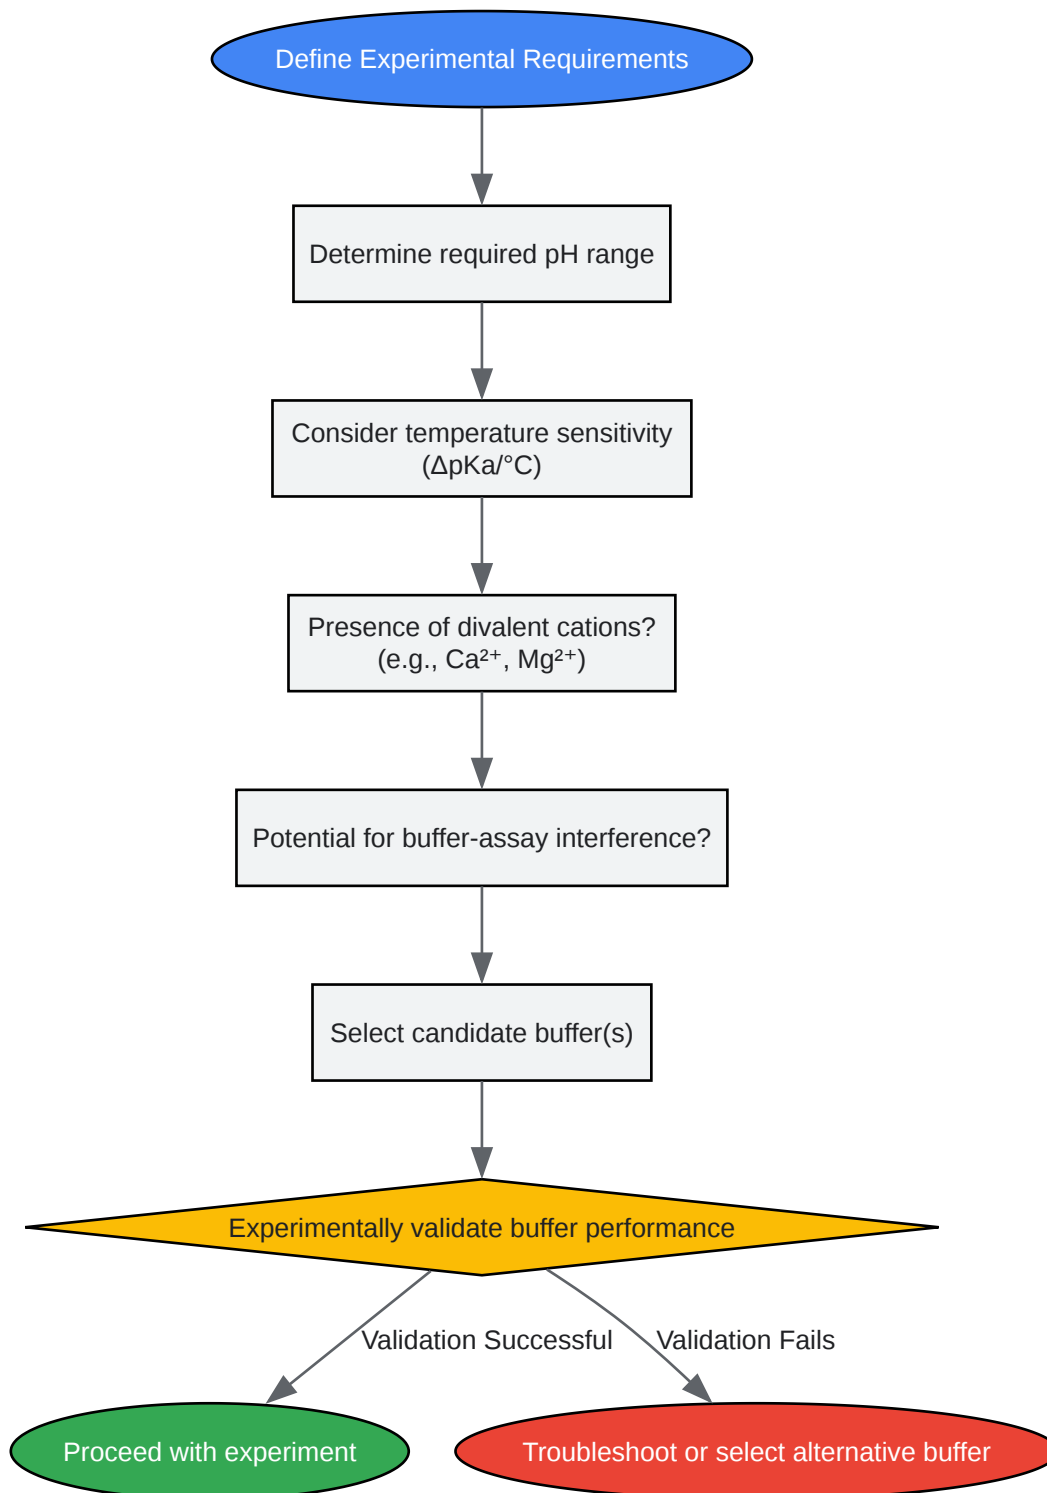 Define Experimental Requirements
Determine required pH range
Consider temperature sensitivity
(ΔpKa/°C)
Presence of divalent cations?
(e.g., Ca²⁺, Mg²⁺)
Potential for buffer-assay interference?
Select candidate buffer(s)
Experimentally validate buffer performance
Validation Successful
Validation Fails
Proceed with experiment
Troubleshoot or select alternative buffer